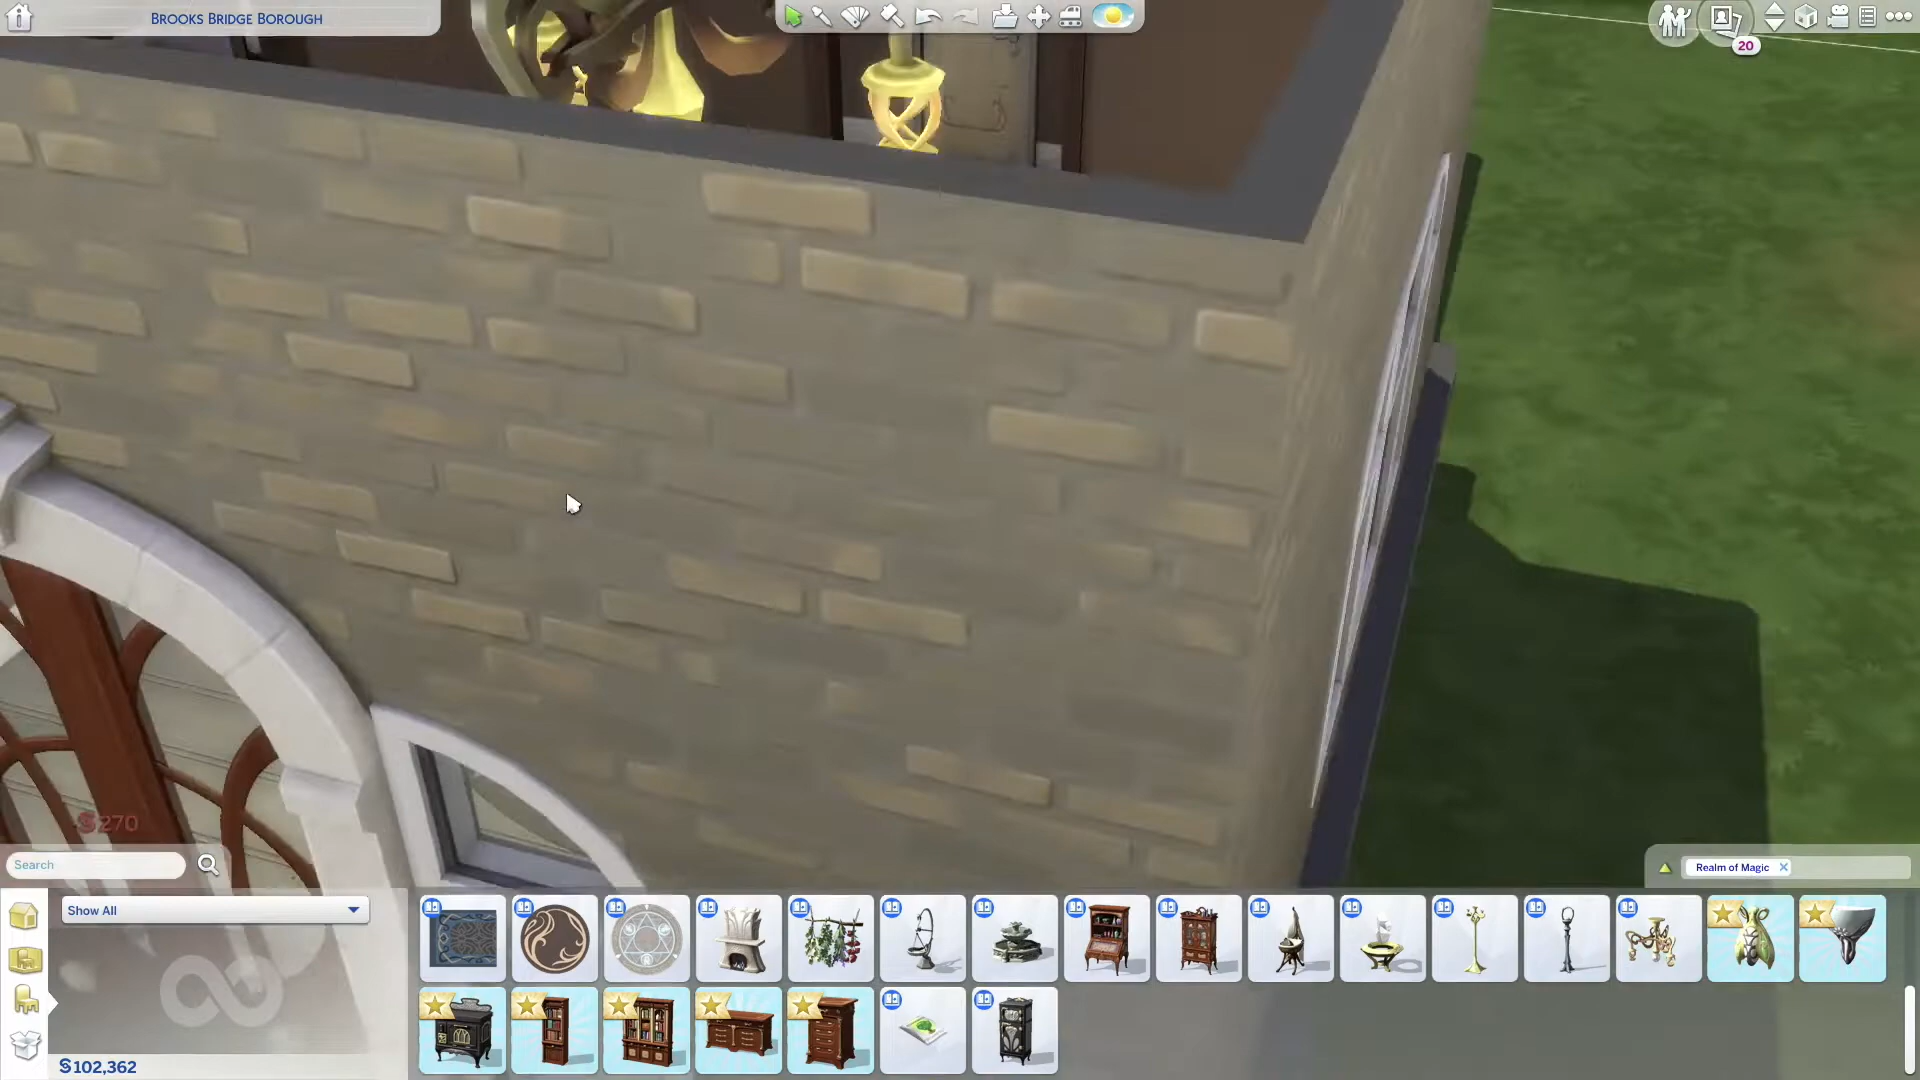 BROOKS BRIDGE BOROUGH
20
§270
Search
Realm of Magic
Show All
§102,362